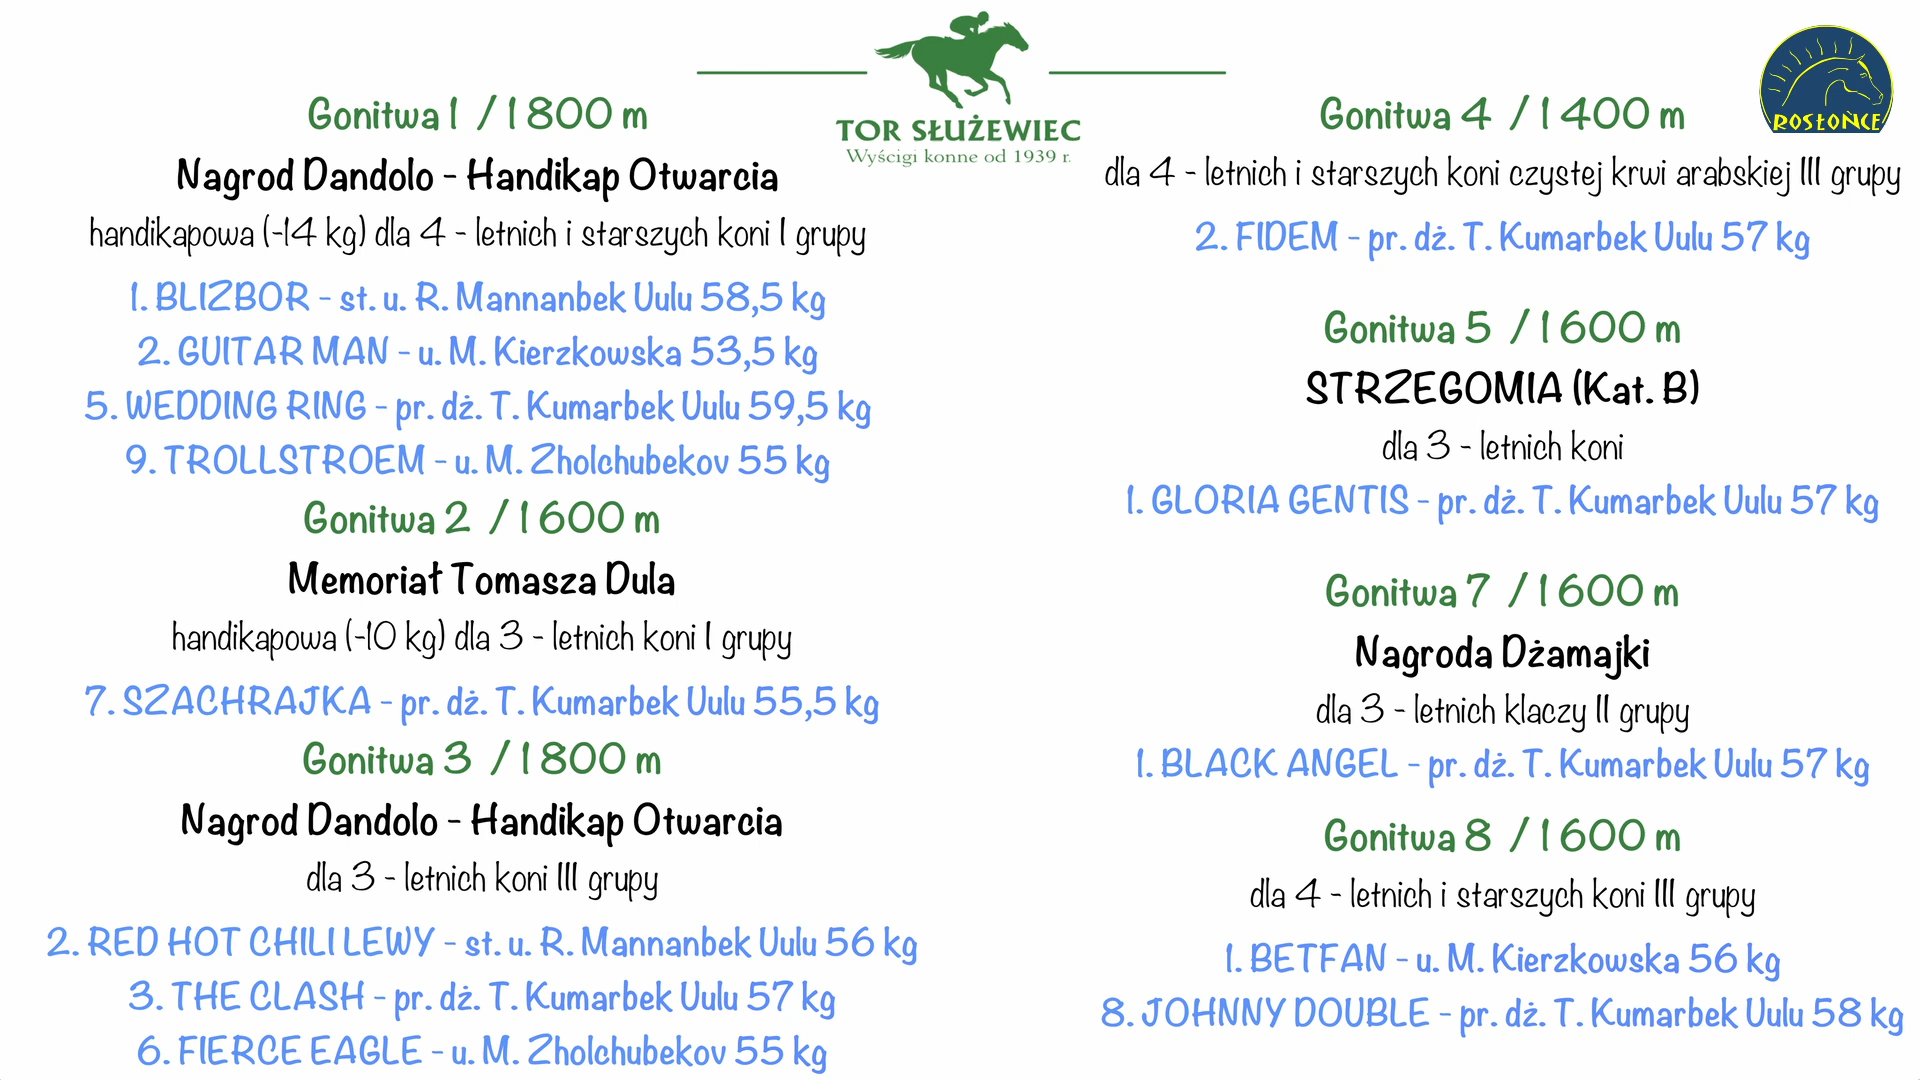 TOR SŁUŻEWIEC
Wyścigi konne od 1939 r.
ROSŁOŃCE
Gonitwa 1 / 1800 m
Nagrod Dandolo - Handikap Otwarcia
handikapowa (-14 kg) dla 4 - letnich i starszych koni I grupy
1. BLIZBOR - st. u. R. Mannanbek Uulu 58,5 kg
2. GUITAR MAN - u. M. Kierzkowska 53,5 kg
5. WEDDING RING - pr. dż. T. Kumarbek Uulu 59,5 kg
9. TROLLSTROEM - u. M. Zholchubekov 55 kg
Gonitwa 2 / 1600 m
Memoriał Tomasza Dula
handikapowa (-10 kg) dla 3 - letnich koni I grupy
7. SZACHRAJKA - pr. dż. T. Kumarbek Uulu 55,5 kg
Gonitwa 3 / 1800 m
Nagrod Dandolo - Handikap Otwarcia
dla 3 - letnich koni III grupy
2. RED HOT CHILI LEWY - st. u. R. Mannanbek Uulu 56 kg
3. THE CLASH - pr. dż. T. Kumarbek Uulu 57 kg
6. FIERCE EAGLE - u. M. Zholchubekov 55 kg
Gonitwa 4 / 1400 m
dla 4 - letnich i starszych koni czystej krwi arabskiej III grupy
2. FIDEM - pr. dż. T. Kumarbek Uulu 57 kg
Gonitwa 5 / 1600 m
STRZEGOMIA (Kat. B)
dla 3 - letnich koni
1. GLORIA GENTIS - pr. dż. T. Kumarbek Uulu 57 kg
Gonitwa 7 / 1600 m
Nagroda Dżamajki
dla 3 - letnich klaczy II grupy
1. BLACK ANGEL - pr. dż. T. Kumarbek Uulu 57 kg
Gonitwa 8 / 1600 m
dla 4 - letnich i starszych koni III grupy
1. BETFAN - u. M. Kierzkowska 56 kg
8. JOHNNY DOUBLE - pr. dż. T. Kumarbek Uulu 58 kg